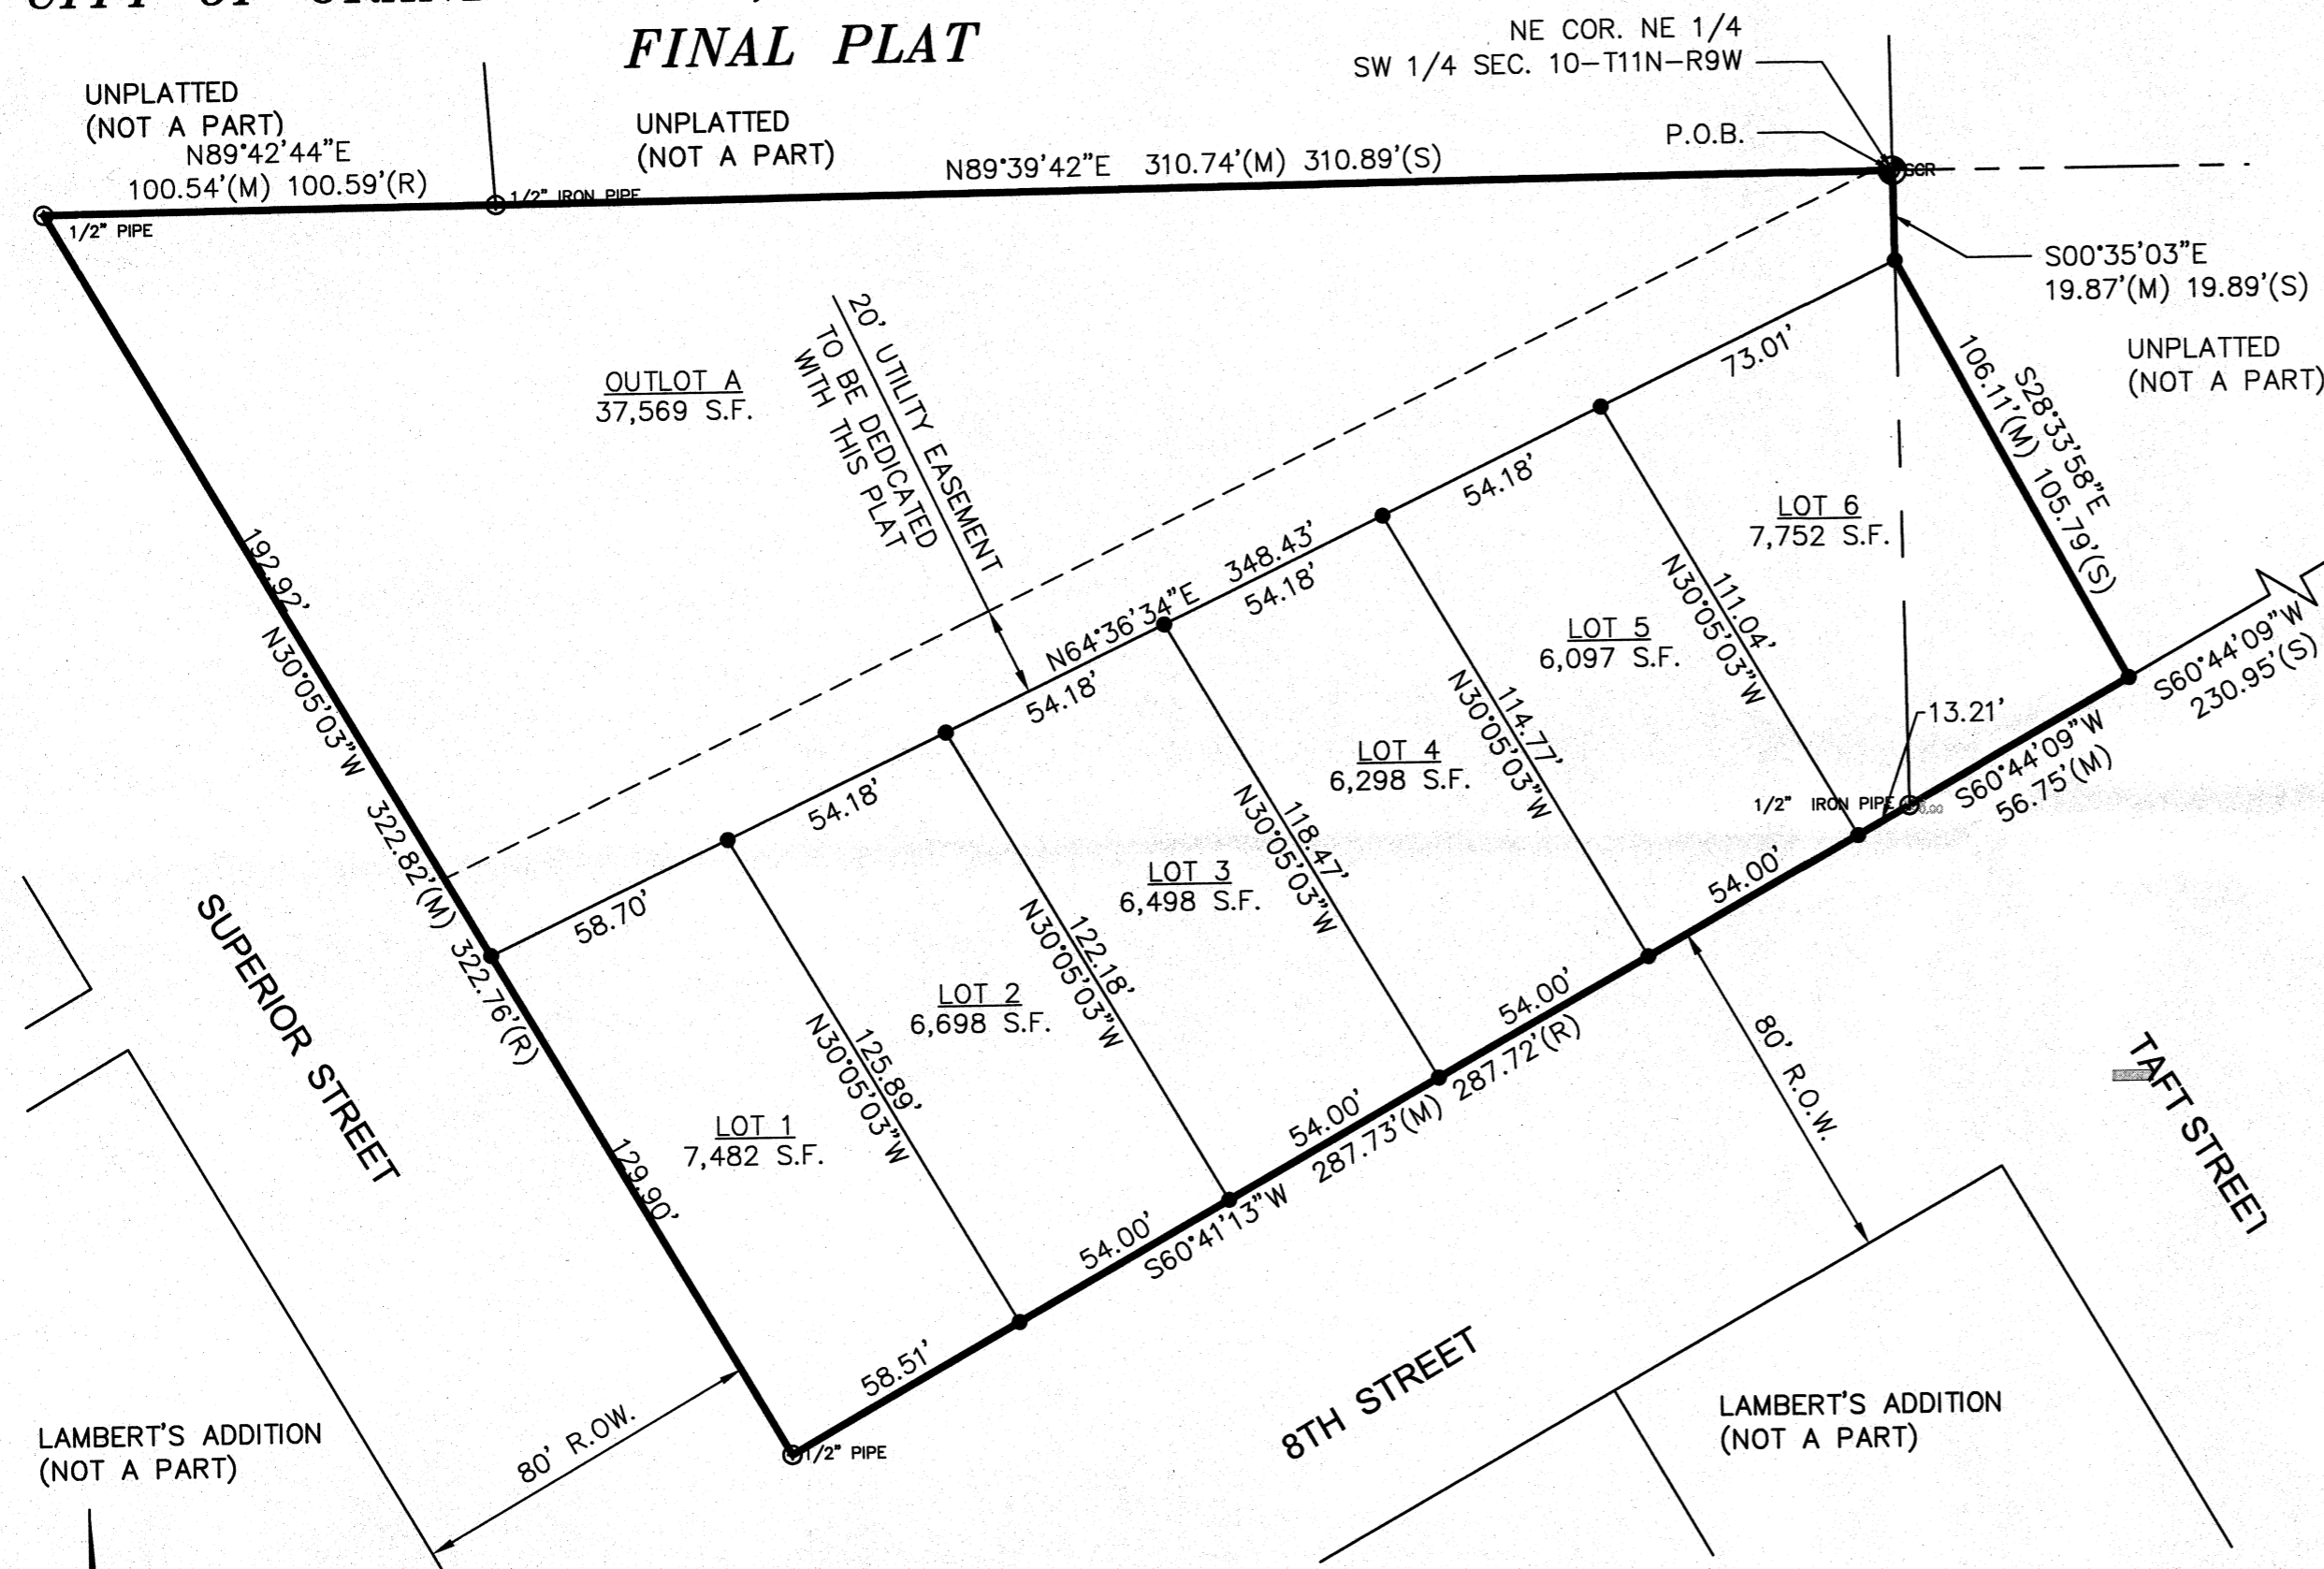 FINAL PLAT
NE COR. NE 1/4
SW 1/4 SEC. 10-T11N-R9W
P.O.B.
UNPLATTED
(NOT A PART)
N89°42'44"E
100.54'(M) 100.59'(R)
UNPLATTED
(NOT A PART)
N89°39'42"E 310.74'(M) 310.89'(S)
1/2" PIPE
1/2" IRON PIPE
S00°35'03"E
19.87'(M) 19.89'(S)
UNPLATTED
(NOT A PART)
S28°33'58"E
106.11'(M) 105.79'(S)
OUTLOT A
37,569 S.F.
20' UTILITY EASEMENT
TO BE DEDICATED
WITH THIS PLAT
73.01'
54.18'
N64°36'34"E 348.43'
54.18'
54.18'
54.18'
58.70'
192.92'
N30°05'03"W 322.82'(M) 322.76'(R)
129.90'
LOT 6
7,752 S.F.
111.04'
N30°05'03"W
LOT 5
6,097 S.F.
114.77'
N30°05'03"W
LOT 4
6,298 S.F.
118.47'
N30°05'03"W
LOT 3
6,498 S.F.
122.18'
N30°05'03"W
LOT 2
6,698 S.F.
125.89'
N30°05'03"W
LOT 1
7,482 S.F.
S60°44'09"W
230.95'(S)
13.21'
S60°44'09"W
56.75'(M)
1/2" IRON PIPE
54.00'
54.00'
54.00'
54.00'
58.51'
S60°41'13"W 287.73'(M) 287.72'(R)
80' R.O.W.
SUPERIOR STREET
TAFT STREET
8TH STREET
1/2" PIPE
80' R.OW.
LAMBERT'S ADDITION
(NOT A PART)
LAMBERT'S ADDITION
(NOT A PART)